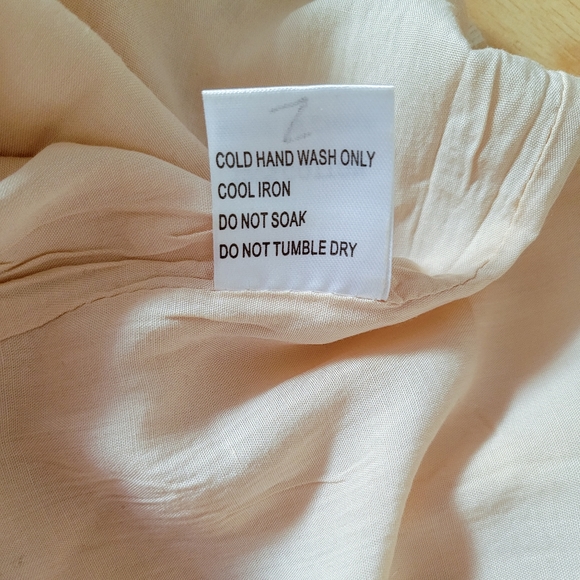 COLD HAND WASH ONLY
COOL IRON
DO NOT SOAK
DO NOT TUMBLE DRY